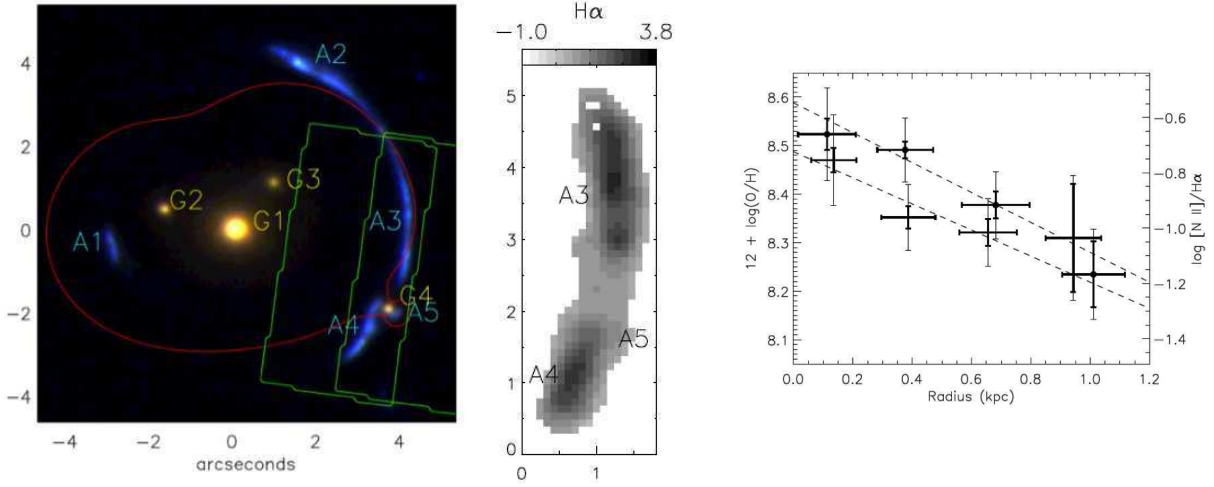 4
2
0
−2
−4
−4
−2
0
2
4
arcseconds
A2
G3
G2
G1
A3
A1
G4
A5
A4
Hα
−1.0
3.8
5
4
3
2
1
0
0
1
A3
A5
A4
12 + log(O/H)
8.6
8.5
8.4
8.3
8.2
8.1
0.0
0.2
0.4
0.6
0.8
1.0
1.2
Radius (kpc)
−0.6
−0.8
−1.0
−1.2
−1.4
log [N II]/Hα